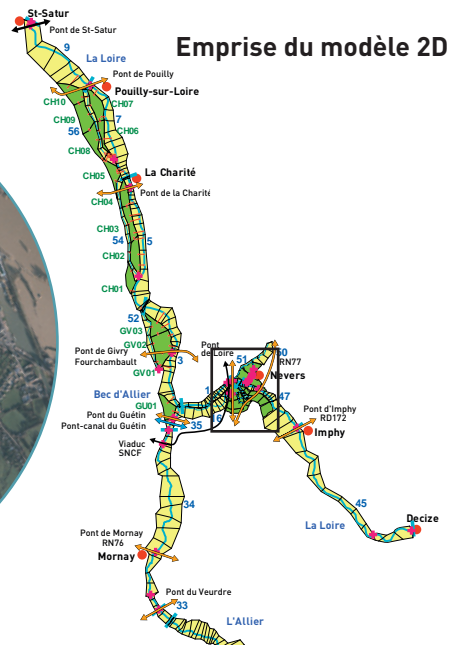 St-Satur
Pont de St-Satur
Emprise du modèle 2D
9
La Loire
Pont de Pouilly
Pouilly-sur-Loire
CH10
CH07
CH09
7
56
CH06
CH08
La Charité
CH05
Pont de la Charité
CH04
CH03
54
5
CH02
CH01
52
GV03
GV02
Pont de Givry
Fourchambault
3
GV01
Pont
de Loire
51
50
RN77
Nevers
Bec d'Allier
1
47
GU01
Pont du Guétin
16
Pont d'Imphy
RD172
Pont-canal du Guétin
35
Imphy
Viaduc
SNCF
34
45
La Loire
Decize
Pont de Mornay
RN76
Mornay
Pont du Veurdre
33
L'Allier